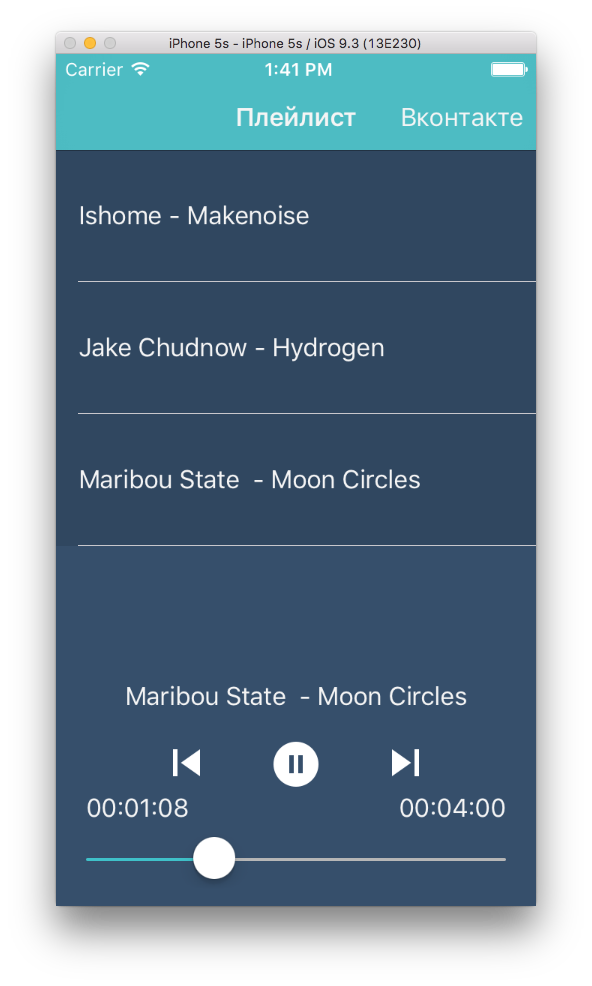 iPhone 5s - iPhone 5s / iOS 9.3 (13E230)
Carrier 1:41 PM
Плейлист Вконтакте
Ishome - Makenoise
Jake Chudnow - Hydrogen
Maribou State  - Moon Circles
Maribou State  - Moon Circles
00:01:08 00:04:00